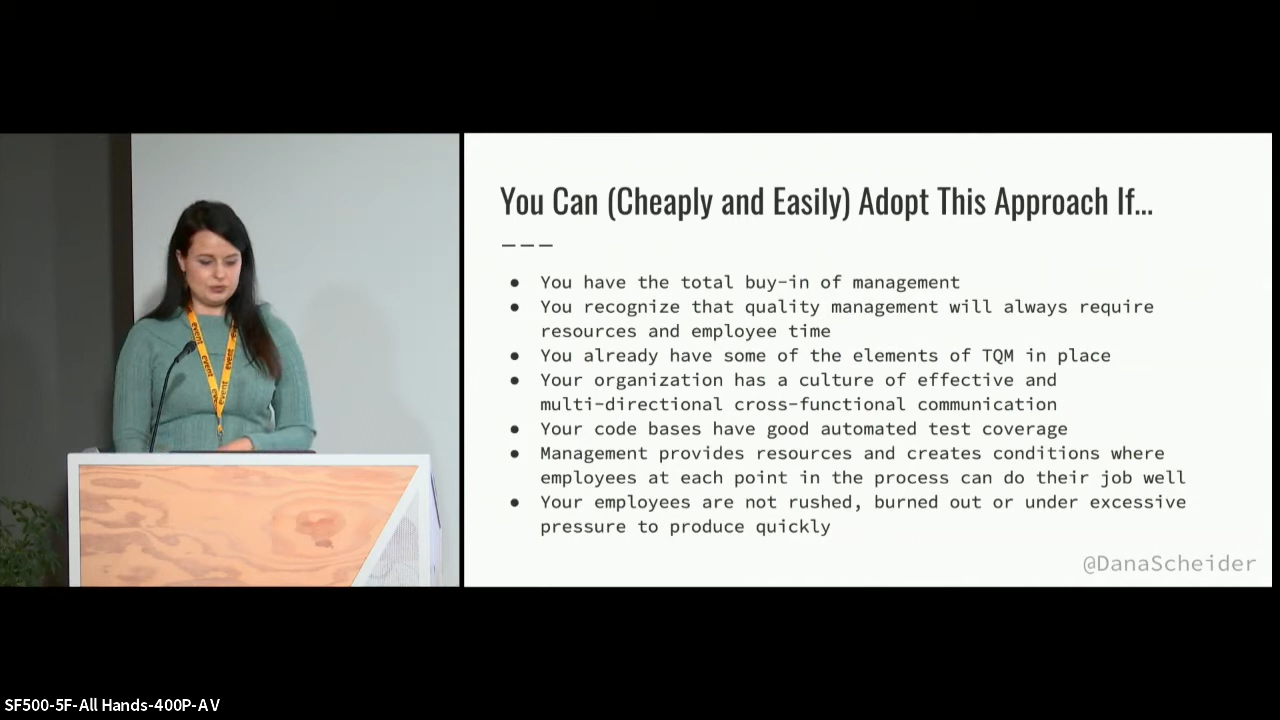 You Can (Cheaply and Easily) Adopt This Approach If...
● You have the total buy-in of management
● You recognize that quality management will always require
resources and employee time
● You already have some of the elements of TQM in place
● Your organization has a culture of effective and
multi-directional cross-functional communication
● Your code bases have good automated test coverage
● Management provides resources and creates conditions where
employees at each point in the process can do their job well
● Your employees are not rushed, burned out or under excessive
pressure to produce quickly
@DanaScheider
event
event
event
SF500-5F-All Hands-400P-AV